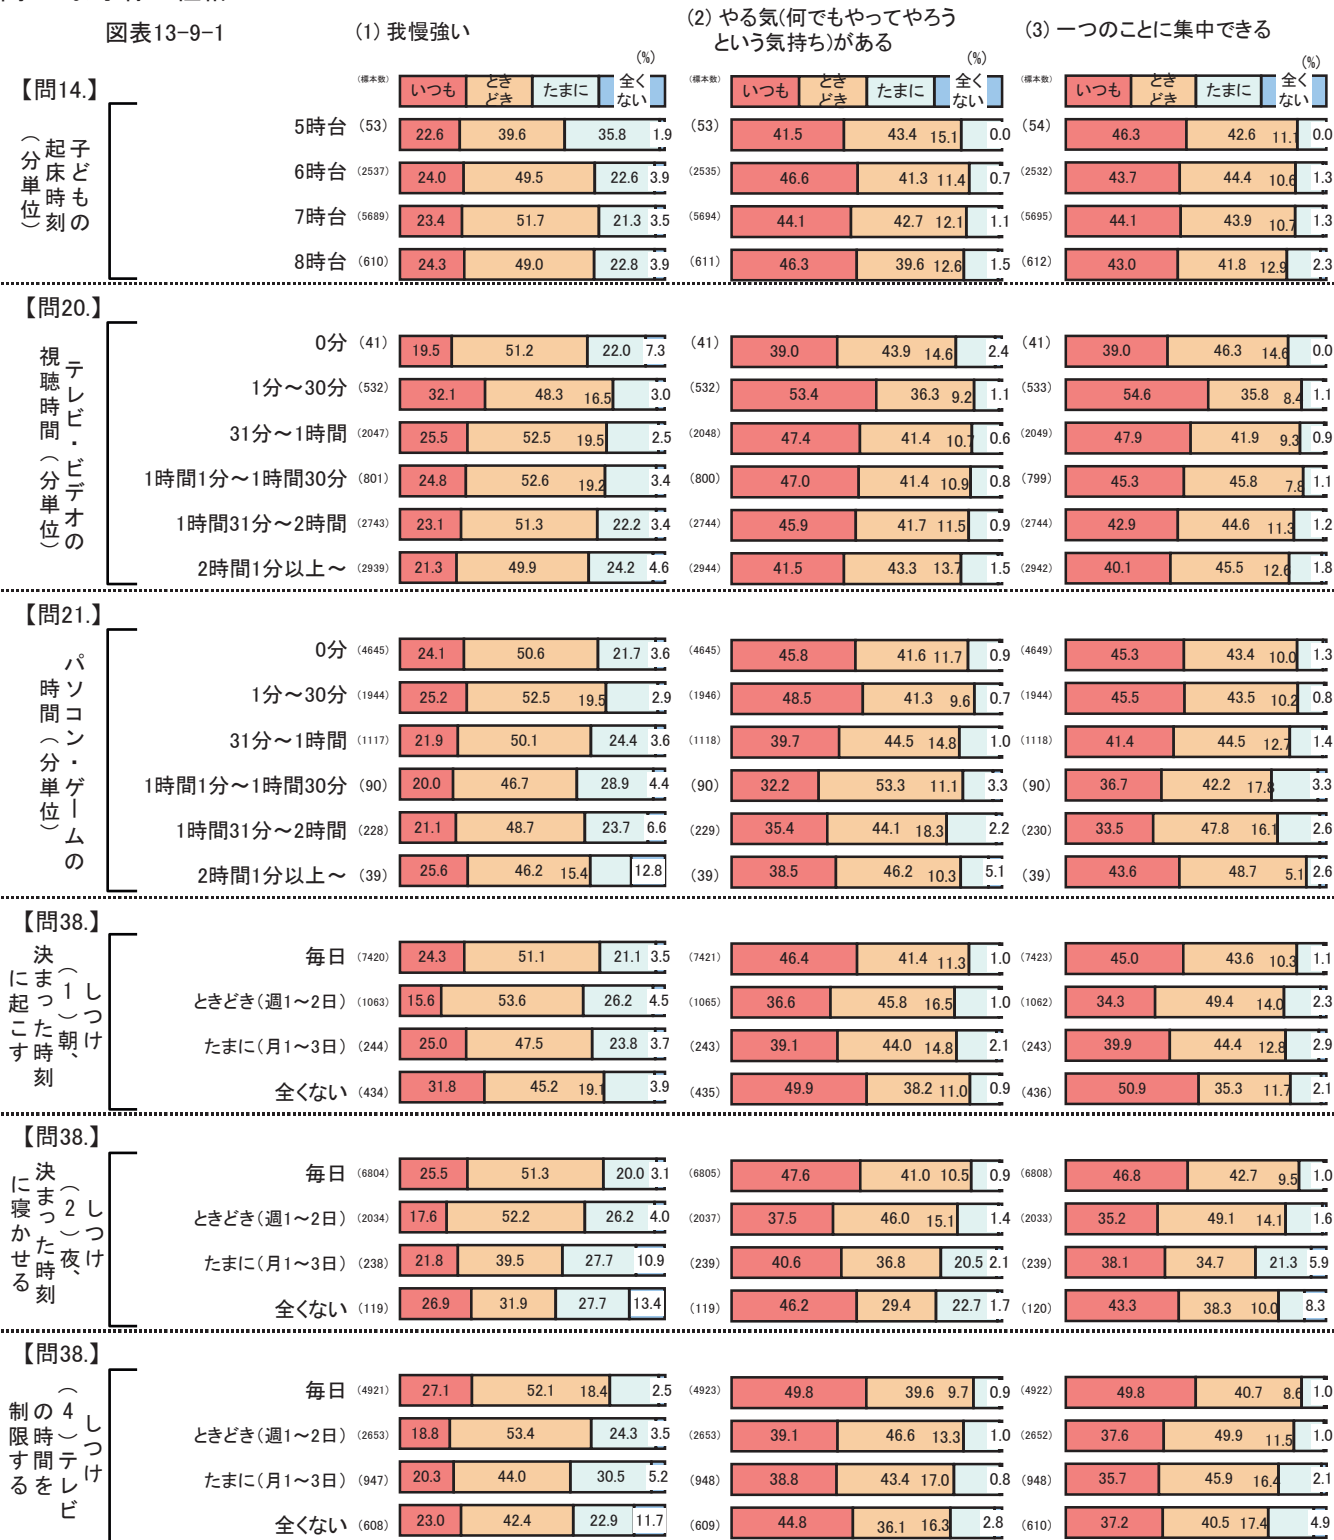 図表13-9-1
(1) 我慢強い
(2) やる気(何でもやってやろうという気持ち)がある
(3) 一つのことに集中できる
(%) (%) (%)
(標本数) いつも ときどき たまに 全くない (標本数) いつも ときどき たまに 全くない (標本数) いつも ときどき たまに 全くない
【問14.】
子どもの起床時刻(分単位)
5時台 (53) 22.6 39.6 35.8 1.9 (53) 41.5 43.4 15.1 0.0 (54) 46.3 42.6 11.1 0.0
6時台 (2537) 24.0 49.5 22.6 3.9 (2535) 46.6 41.3 11.4 0.7 (2532) 43.7 44.4 10.6 1.3
7時台 (5689) 23.4 51.7 21.3 3.5 (5694) 44.1 42.7 12.1 1.1 (5695) 44.1 43.9 10.7 1.3
8時台 (610) 24.3 49.0 22.8 3.9 (611) 46.3 39.6 12.6 1.5 (612) 43.0 41.8 12.9 2.3
【問20.】
テレビ・ビデオの視聴時間(分単位)
0分 (41) 19.5 51.2 22.0 7.3 (41) 39.0 43.9 14.6 2.4 (41) 39.0 46.3 14.6 0.0
1分～30分 (532) 32.1 48.3 16.5 3.0 (532) 53.4 36.3 9.2 1.1 (533) 54.6 35.8 8.4 1.1
31分～1時間 (2047) 25.5 52.5 19.5 2.5 (2048) 47.4 41.4 10.7 0.6 (2049) 47.9 41.9 9.3 0.9
1時間1分～1時間30分 (801) 24.8 52.6 19.2 3.4 (800) 47.0 41.4 10.9 0.8 (799) 45.3 45.8 7.8 1.1
1時間31分～2時間 (2743) 23.1 51.3 22.2 3.4 (2744) 45.9 41.7 11.5 0.9 (2744) 42.9 44.6 11.3 1.2
2時間1分以上～ (2939) 21.3 49.9 24.2 4.6 (2944) 41.5 43.3 13.7 1.5 (2942) 40.1 45.5 12.6 1.8
【問21.】
パソコン・ゲームの時間(分単位)
0分 (4645) 24.1 50.6 21.7 3.6 (4645) 45.8 41.6 11.7 0.9 (4649) 45.3 43.4 10.0 1.3
1分～30分 (1944) 25.2 52.5 19.5 2.9 (1946) 48.5 41.3 9.6 0.7 (1944) 45.5 43.5 10.2 0.8
31分～1時間 (1117) 21.9 50.1 24.4 3.6 (1118) 39.7 44.5 14.8 1.0 (1118) 41.4 44.5 12.7 1.4
1時間1分～1時間30分 (90) 20.0 46.7 28.9 4.4 (90) 32.2 53.3 11.1 3.3 (90) 36.7 42.2 17.8 3.3
1時間31分～2時間 (228) 21.1 48.7 23.7 6.6 (229) 35.4 44.1 18.3 2.2 (230) 33.5 47.8 16.1 2.6
2時間1分以上～ (39) 25.6 46.2 15.4 12.8 (39) 38.5 46.2 10.3 5.1 (39) 43.6 48.7 5.1 2.6
【問38.】
しつけ(1)朝、決まった時刻に起こす
毎日 (7420) 24.3 51.1 21.1 3.5 (7421) 46.4 41.4 11.3 1.0 (7423) 45.0 43.6 10.3 1.1
ときどき(週1～2日) (1063) 15.6 53.6 26.2 4.5 (1065) 36.6 45.8 16.5 1.0 (1062) 34.3 49.4 14.0 2.3
たまに(月1～3日) (244) 25.0 47.5 23.8 3.7 (243) 39.1 44.0 14.8 2.1 (243) 39.9 44.4 12.8 2.9
全くない (434) 31.8 45.2 19.1 3.9 (435) 49.9 38.2 11.0 0.9 (436) 50.9 35.3 11.7 2.1
【問38.】
しつけ(2)夜、決まった時刻に寝かせる
毎日 (6804) 25.5 51.3 20.0 3.1 (6805) 47.6 41.0 10.5 0.9 (6808) 46.8 42.7 9.5 1.0
ときどき(週1～2日) (2034) 17.6 52.2 26.2 4.0 (2037) 37.5 46.0 15.1 1.4 (2033) 35.2 49.1 14.1 1.6
たまに(月1～3日) (238) 21.8 39.5 27.7 10.9 (239) 40.6 36.8 20.5 2.1 (239) 38.1 34.7 21.3 5.9
全くない (119) 26.9 31.9 27.7 13.4 (119) 46.2 29.4 22.7 1.7 (120) 43.3 38.3 10.0 8.3
【問38.】
しつけ(4)テレビの時間を制限する
毎日 (4921) 27.1 52.1 18.4 2.5 (4923) 49.8 39.6 9.7 0.9 (4922) 49.8 40.7 8.6 1.0
ときどき(週1～2日) (2653) 18.8 53.4 24.3 3.5 (2653) 39.1 46.6 13.3 1.0 (2652) 37.6 49.9 11.5 1.0
たまに(月1～3日) (947) 20.3 44.0 30.5 5.2 (948) 38.8 43.4 17.0 0.8 (948) 35.7 45.9 16.4 2.1
全くない (608) 23.0 42.4 22.9 11.7 (609) 44.8 36.1 16.3 2.8 (610) 37.2 40.5 17.4 4.9